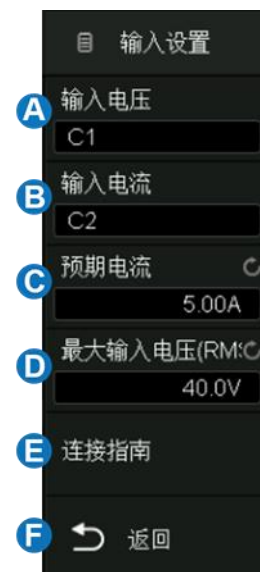 输入设置
A 输入电压
C1
B 输入电流
C2
C 预期电流
5.00A
D 最大输入电压(RMS
40.0V
E 连接指南
F 返回